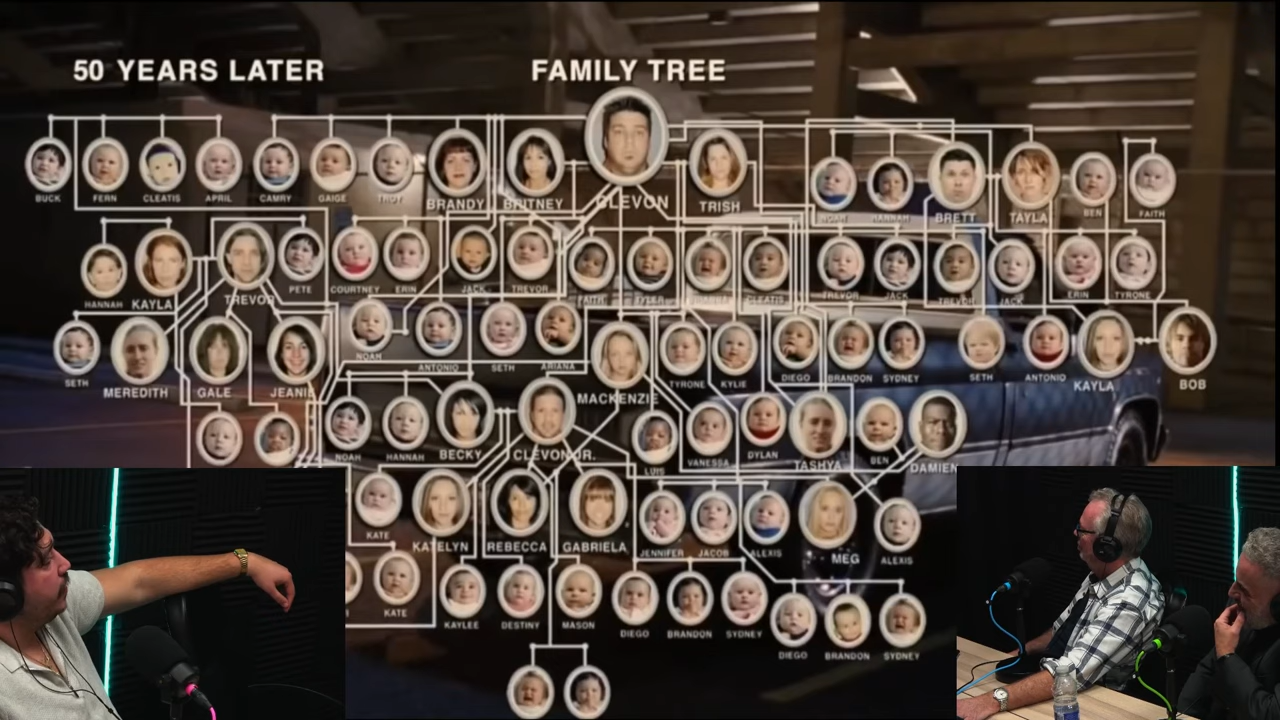 50 YEARS LATER FAMILY TREE
BUCK FERN CLEATIS APRIL CAMRY GAIGE TROY BRANDY BRITNEY CLEVON TRISH NOAH HANNAH BRETT TAYLA BEN FAITH
HANNAH KAYLA TREVOR PETE COURTNEY ERIN JACK TREVOR FAITH TYLER CLEATIS TREVOR JACK TREVOR JACK ERIN TYRONE
SETH MEREDITH GALE JEANIE NOAH ANTONIO SETH ARIANA MACKENZIE TYRONE KYLIE DIEGO BRANDON SYDNEY SETH ANTONIO KAYLA BOB
NOAH HANNAH BECKY CLEVON JR. LUIS VANESSA DYLAN TASHYA BEN DAMIEN
KATE KATELYN REBECCA GABRIELA JENNIFER JACOB ALEXIS MEG ALEXIS
KATE KAYLEE DESTINY MASON DIEGO BRANDON SYDNEY DIEGO BRANDON SYDNEY